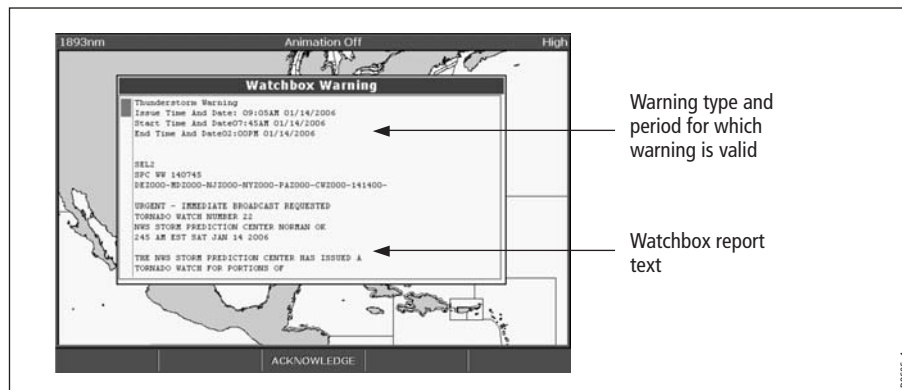 1893nm Animation Off High
Watchbox Warning
Thunderstorm Warning
Issue Time And Date: 09:05AM 01/14/2006
Start Time And Date07:45AM 01/14/2006
End Time And Date02:00PM 01/14/2006
SEL2
SPC WW 140745
DEZ000-MDZ000-NJZ000-NYZ000-PAZ000-CWZ000-141400-
URGENT - IMMEDIATE BROADCAST REQUESTED
TORNADO WATCH NUMBER 22
NWS STORM PREDICTION CENTER NORMAN OK
245 AM EST SAT JAN 14 2006
THE NWS STORM PREDICTION CENTER HAS ISSUED A
TORNADO WATCH FOR PORTIONS OF
ACKNOWLEDGE
Warning type and
period for which
warning is valid
Watchbox report
text